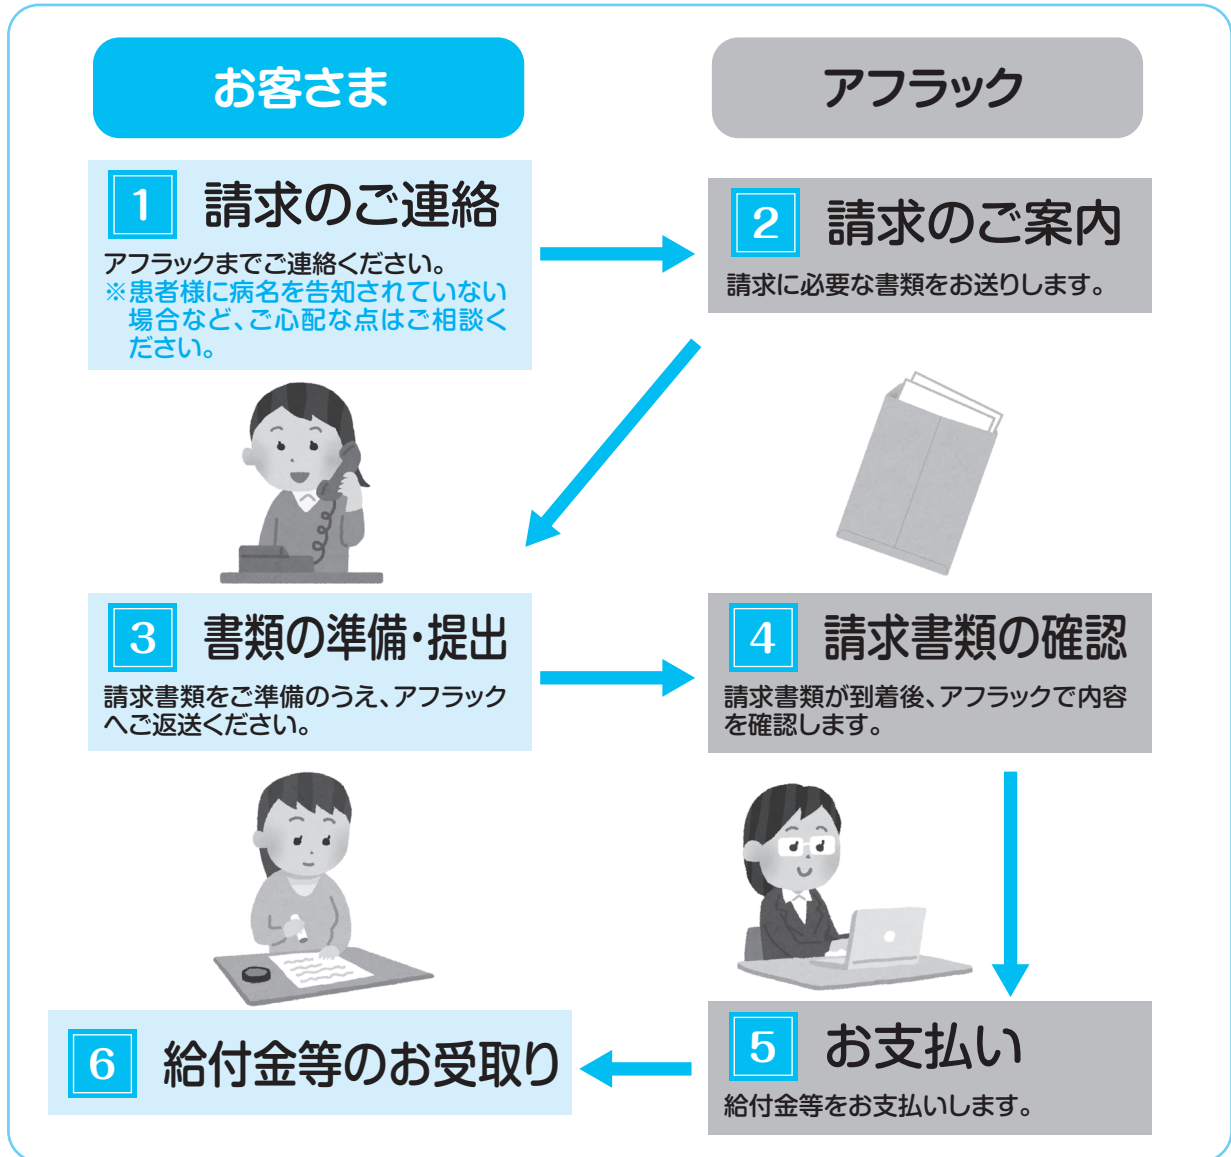 お客さま
アフラック
1 請求のご連絡
アフラックまでご連絡ください。
※患者様に病名を告知されていない
場合など、ご心配な点はご相談く
ださい。
2 請求のご案内
請求に必要な書類をお送りします。
3 書類の準備・提出
請求書類をご準備のうえ、アフラック
へご返送ください。
4 請求書類の確認
請求書類が到着後、アフラックで内容
を確認します。
5 お支払い
給付金等をお支払いします。
6 給付金等のお受取り